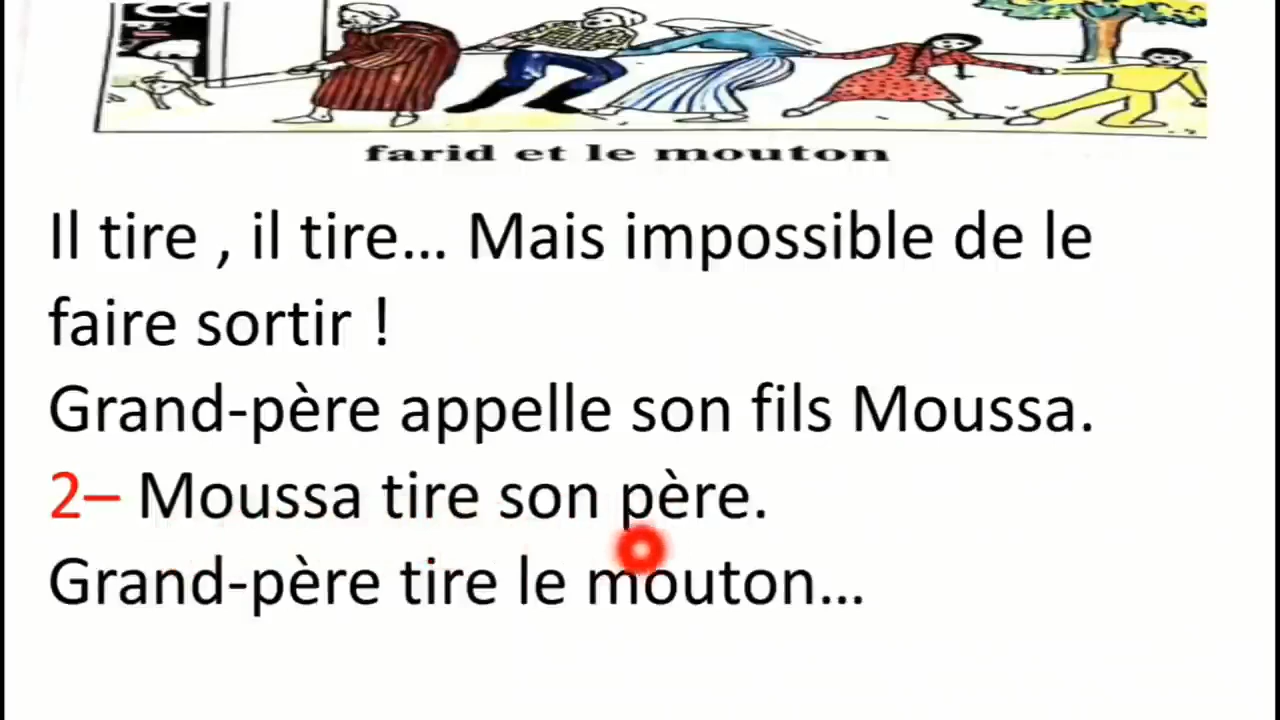 farid et le mouton
Il tire , il tire... Mais impossible de le
faire sortir !
Grand-père appelle son fils Moussa.
2– Moussa tire son père.
Grand-père tire le mouton...